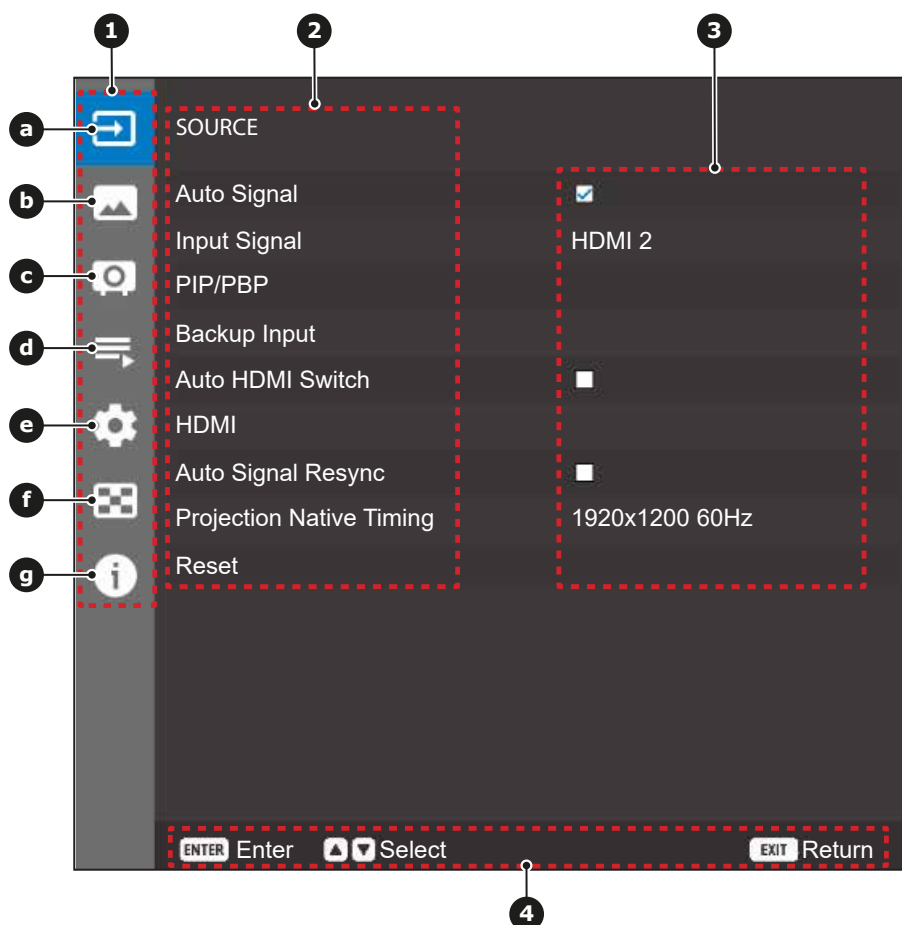 1 2 3
a
SOURCE
b
Auto Signal
Input Signal HDMI 2
c
PIP/PBP
d
Backup Input
Auto HDMI Switch
e
HDMI
Auto Signal Resync
f
Projection Native Timing 1920x1200 60Hz
g
i
Reset
ENTER Enter Select EXIT Return
4